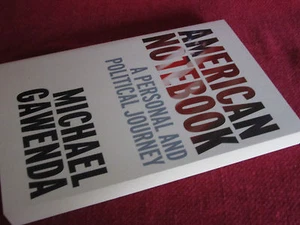 AMERICAN
NOTEBOOK
A PERSONAL AND
POLITICAL JOURNEY
MICHAEL
GAWENDA